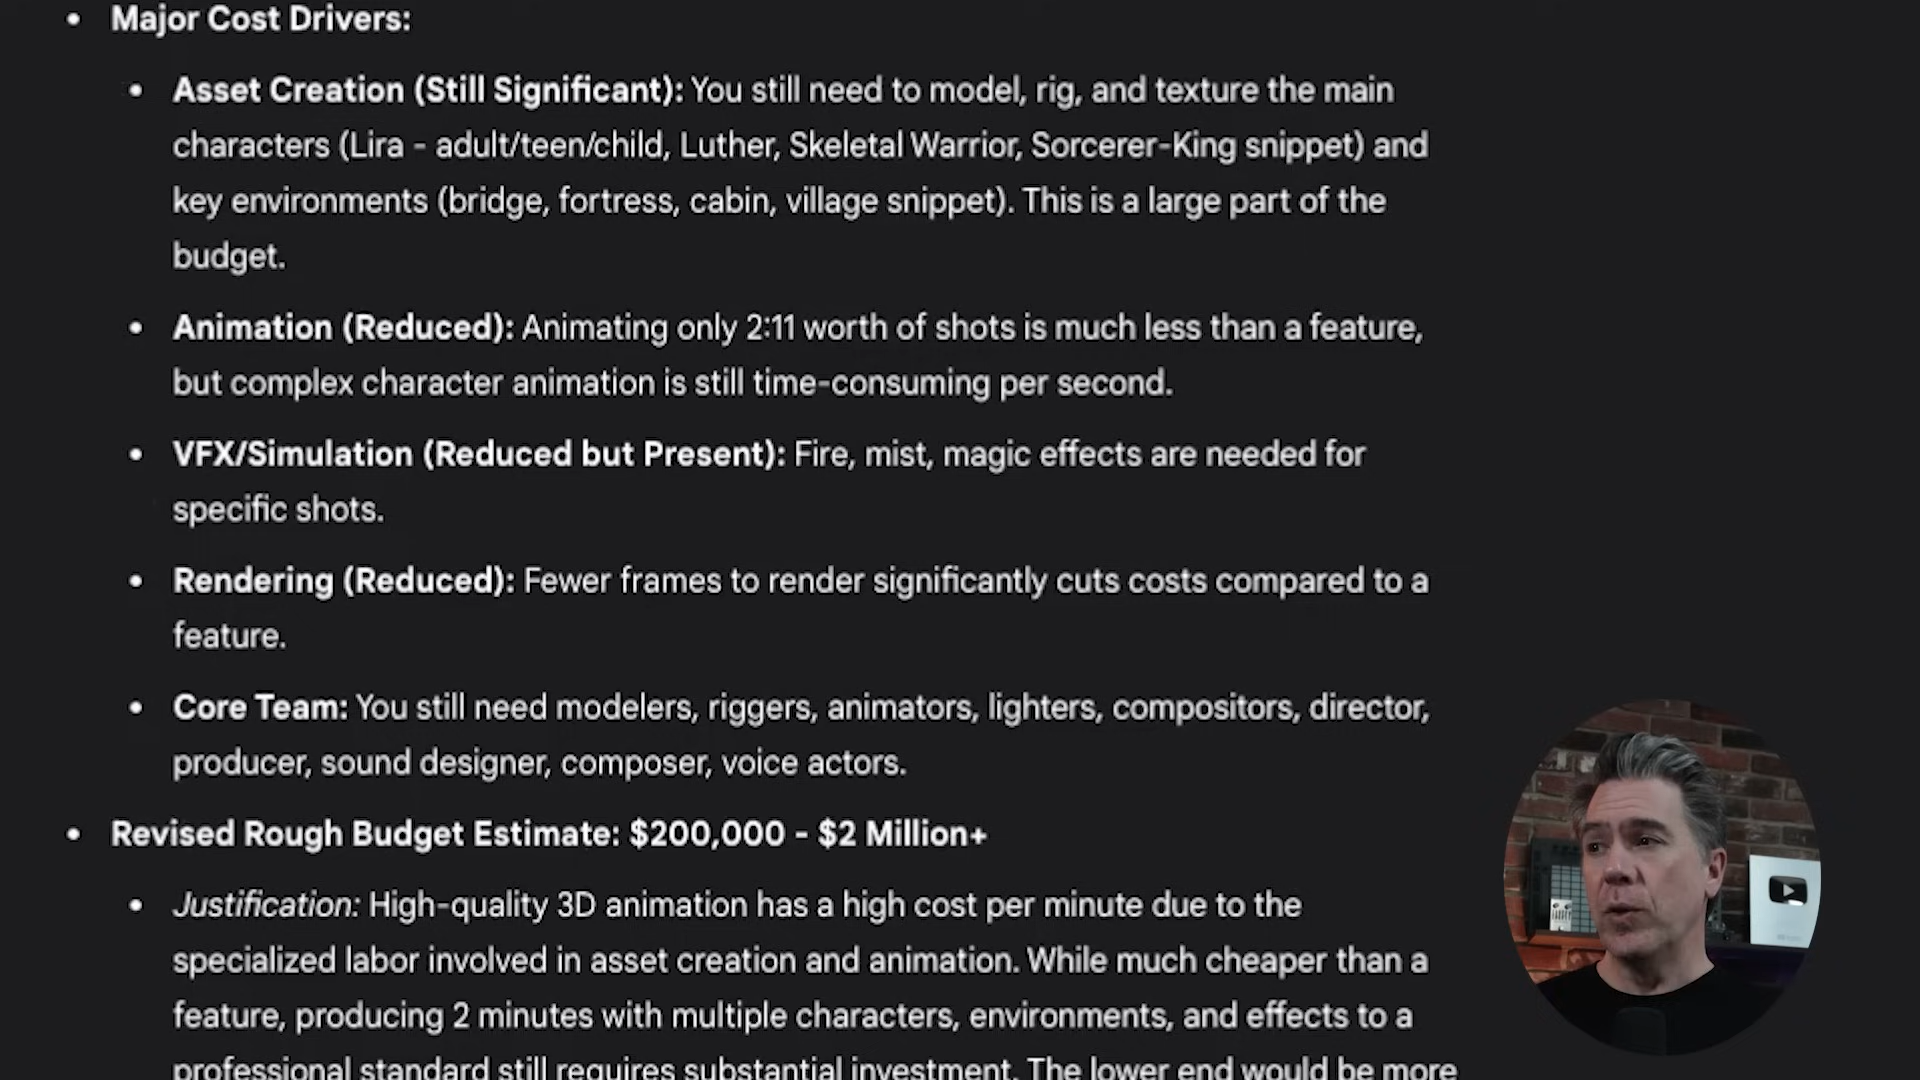 Major Cost Drivers:
Asset Creation (Still Significant): You still need to model, rig, and texture the main
characters (Lira - adult/teen/child, Luther, Skeletal Warrior, Sorcerer-King snippet) and
key environments (bridge, fortress, cabin, village snippet). This is a large part of the
budget.
Animation (Reduced): Animating only 2:11 worth of shots is much less than a feature,
but complex character animation is still time-consuming per second.
VFX/Simulation (Reduced but Present): Fire, mist, magic effects are needed for
specific shots.
Rendering (Reduced): Fewer frames to render significantly cuts costs compared to a
feature.
Core Team: You still need modelers, riggers, animators, lighters, compositors, director,
producer, sound designer, composer, voice actors.
Revised Rough Budget Estimate: $200,000 - $2 Million+
Justification: High-quality 3D animation has a high cost per minute due to the
specialized labor involved in asset creation and animation. While much cheaper than a
feature, producing 2 minutes with multiple characters, environments, and effects to a
professional standard still requires substantial investment. The lower end would be more